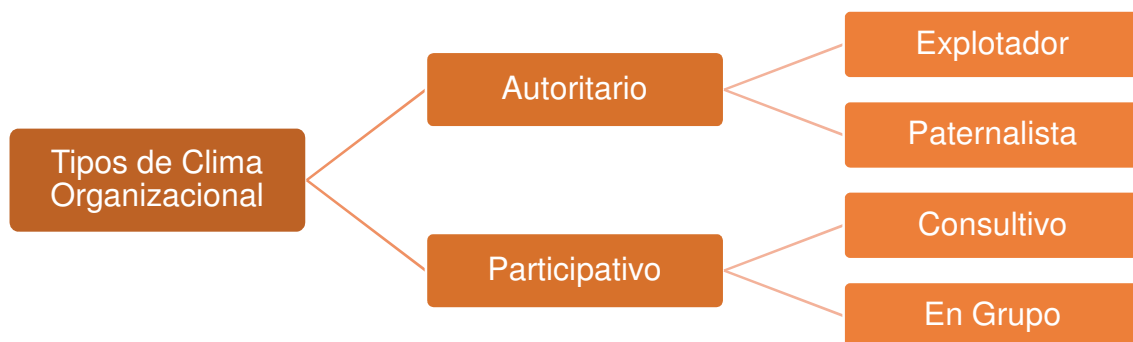 Tipos de Clima
Organizacional
Autoritario
Explotador
Paternalista
Participativo
Consultivo
En Grupo